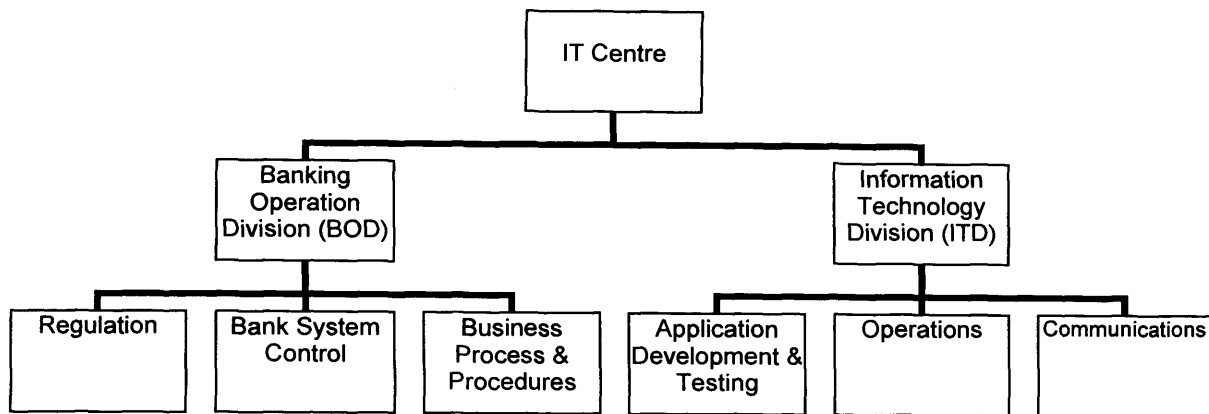 IT Centre
Banking
Operation
Division (BOD)
Information
Technology
Division (ITD)
Regulation
Bank System
Control
Business
Process &
Procedures
Application
Development &
Testing
Operations
Communications